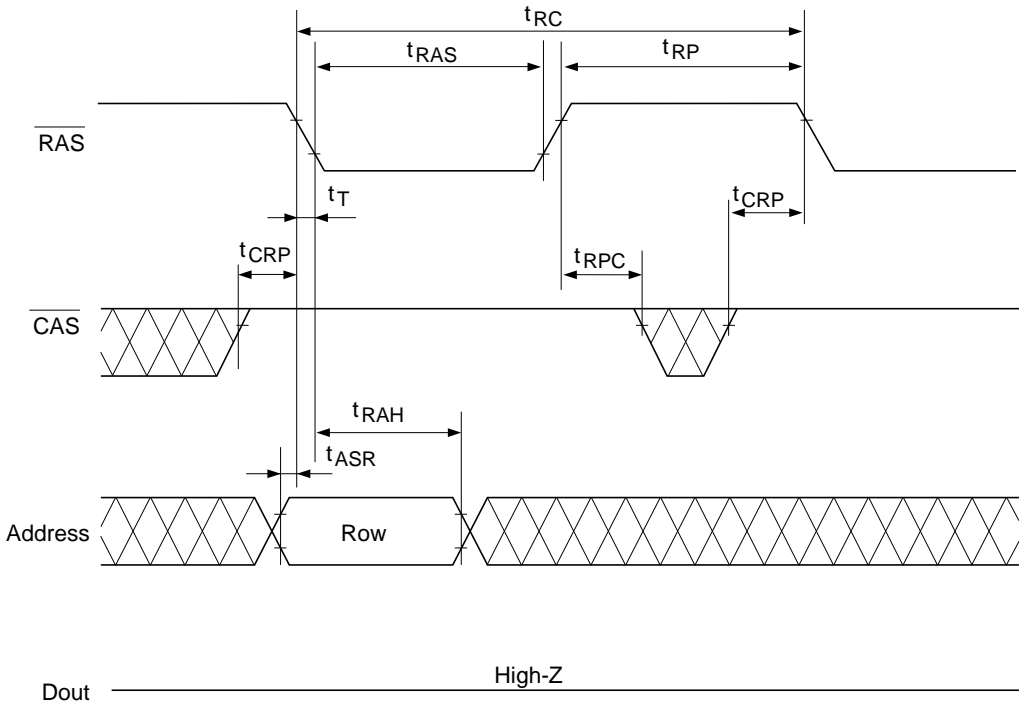 tRC
tRAS
tRP
RAS
tT
tCRP
tCRP
tRPC
CAS
tRAH
tASR
Address
Row
High-Z
Dout